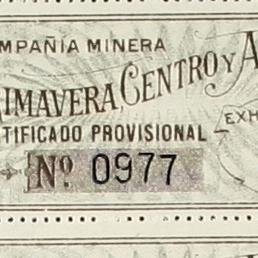 MPAÑIA MINERA
IMAVERA, CENTRO Y A
TIFICADO PROVISIONAL
EXH
Nº 0977